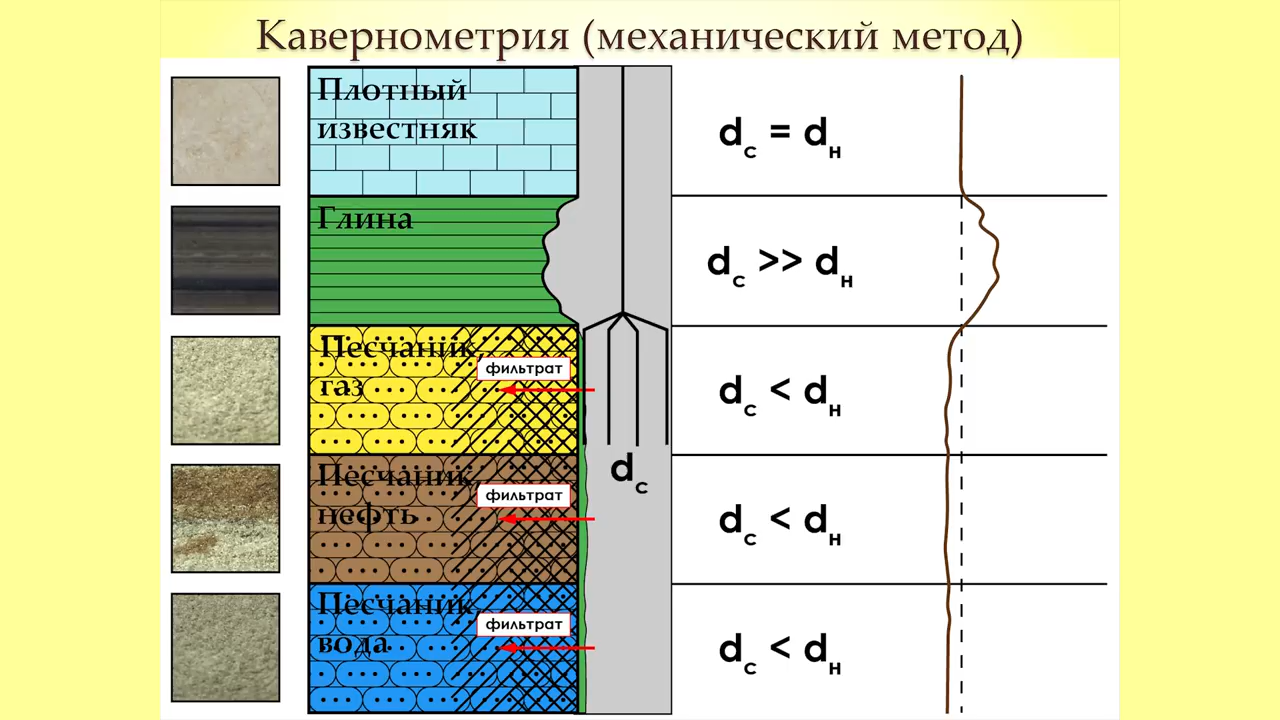 Кавернометрия (механический метод)
Плотный
известняк
dс = dн
Глина
dс >> dн
Песчаник,
газ
фильтрат
dс < dн
dс
Песчаник,
нефть
фильтрат
dс < dн
Песчаник,
вода
фильтрат
dс < dн